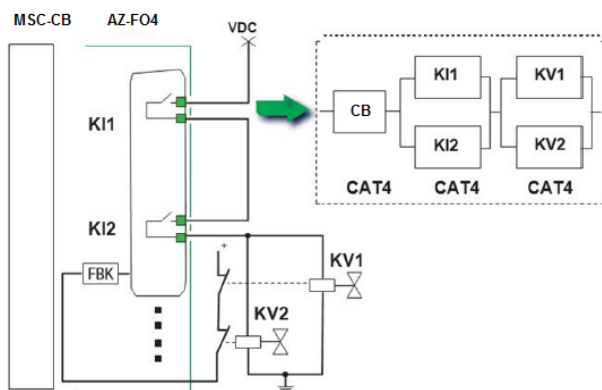 MSC-CB AZ-FO4
VDC
KI1
KI2
FBK
+
KV1
KV2
CB
KI1
KI2
KV1
KV2
CAT4 CAT4 CAT4